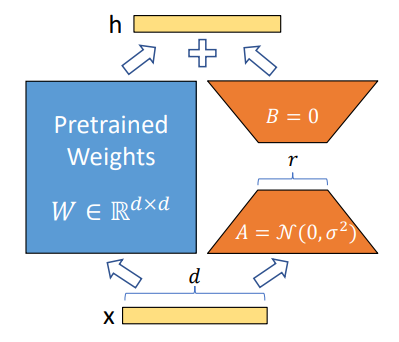 h
Pretrained
Weights
W ∈ ℝ^{d×d}
B = 0
r
A = 𝒩(0, σ²)
d
x